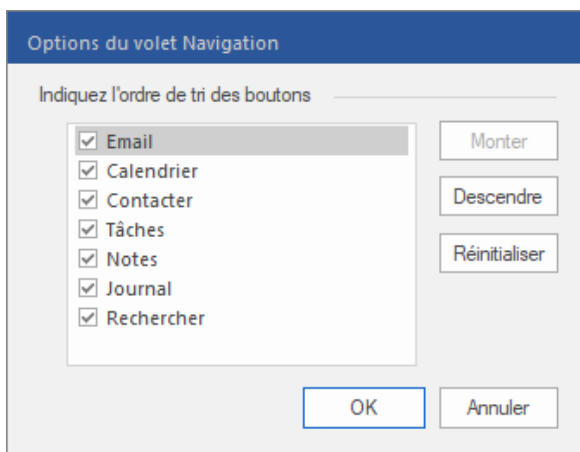 Options du volet Navigation
Indiquez l'ordre de tri des boutons
Email
Calendrier
Contacter
Tâches
Notes
Journal
Rechercher
Monter
Descendre
Réinitialiser
OK
Annuler